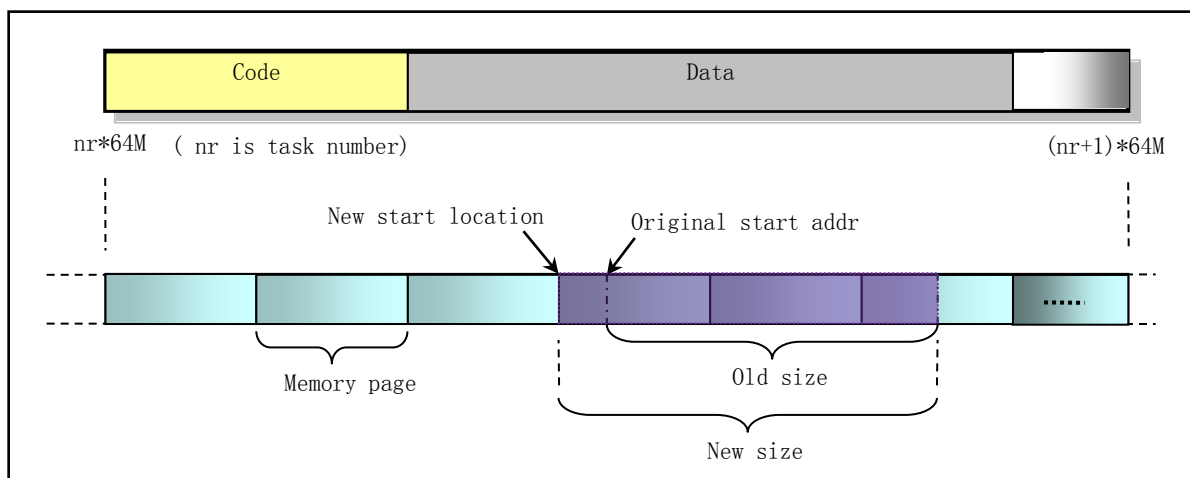 Code
Data
nr*64M
( nr is task number)
(nr+1)*64M
New start location
Original start addr
Memory page
Old size
New size